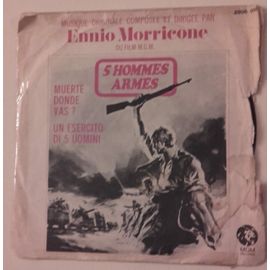 MUSIQUE ORIGINALE COMPOSÉE ET DIRIGÉE PAR
Ennio Morricone
DU FILM M.G.M.
5 HOMMES
ARMES
MUERTE
DONDE
VAS ?
UN ESERCITO
DI 5 UOMINI
MGM